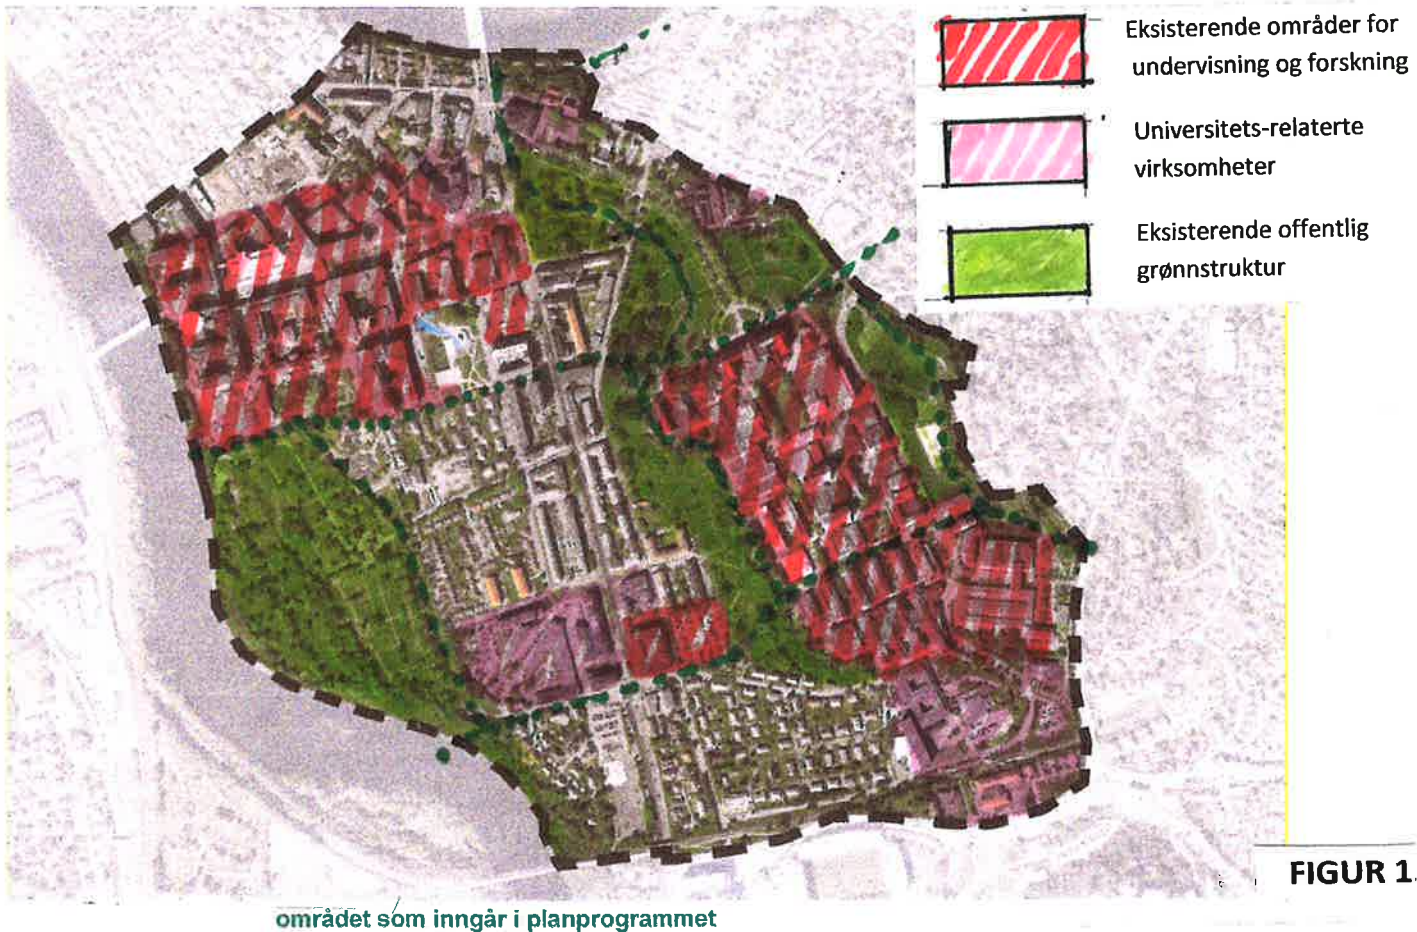 Eksisterende områder for
undervisning og forskning
Universitets-relaterte
virksomheter
Eksisterende offentlig
grønnstruktur
FIGUR 1.
området som inngår i planprogrammet